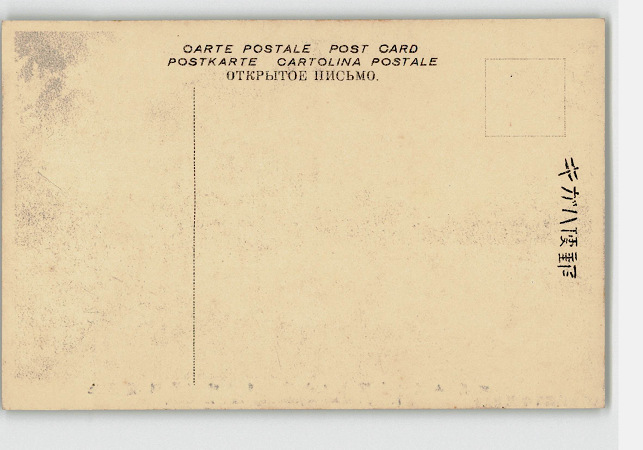 CARTE POSTALE POST CARD
POSTKARTE CARTOLINA POSTALE
ОТКРЫТОЕ ПИСЬМО.
キガハ便郵